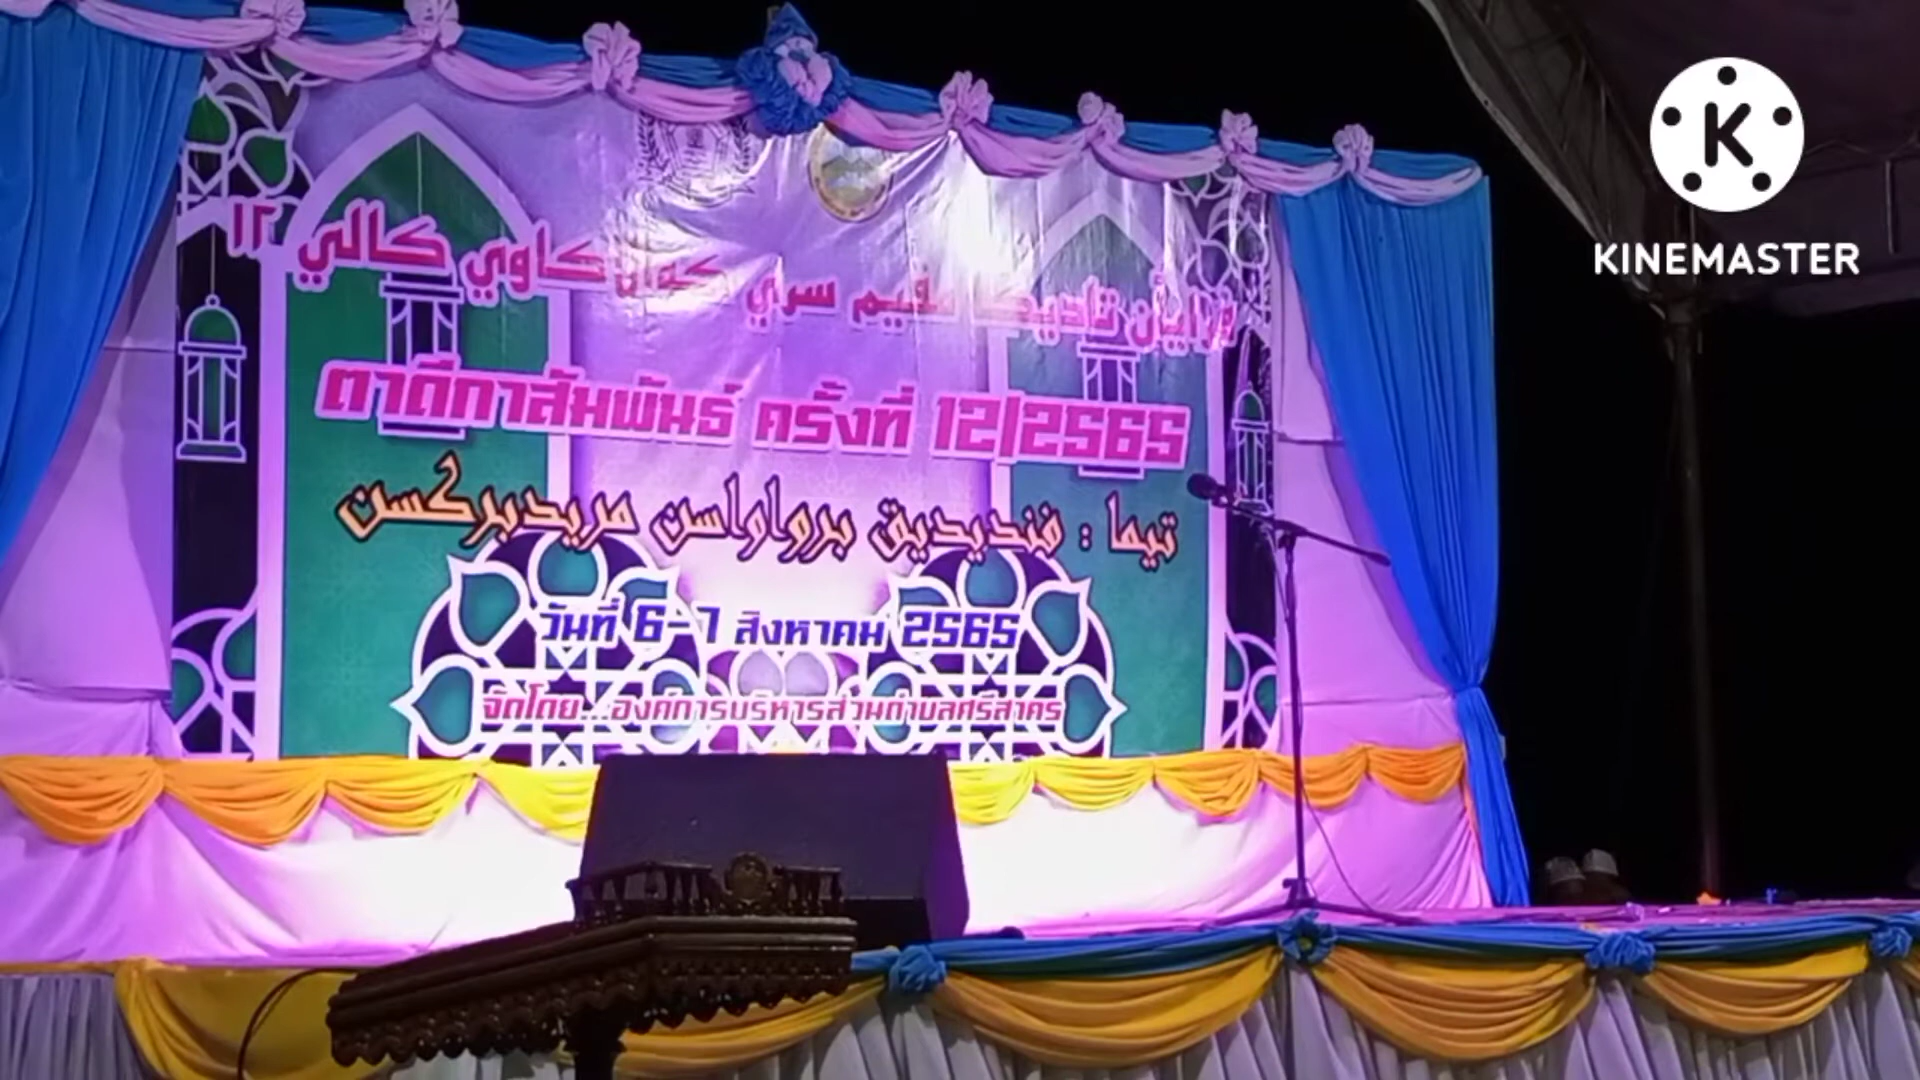 تاديك
سري
كاوي كالي ١٢
ตาดีกาสัมพันธ์ ครั้งที่ 12/2565
تيما : فنديديق برواواسن مريدبركسن
วันที่ 6-7 สิงหาคม 2565
จัดโดย...องค์การบริหารส่วนตำบลศรีสาคร
K
KINEMASTER